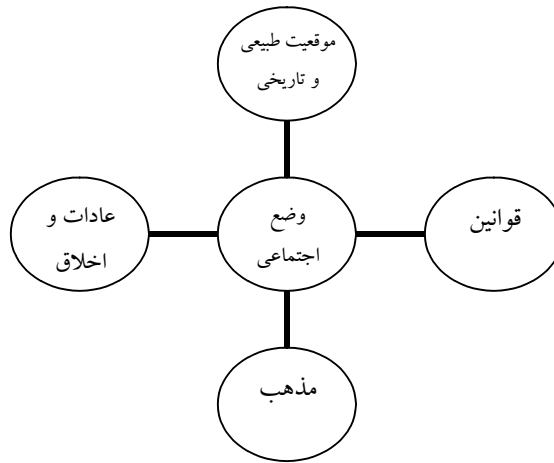 موقعیت طبیعی
و تاریخی
قوانین
وضع
اجتماعی
عادات و
اخلاق
مذهب